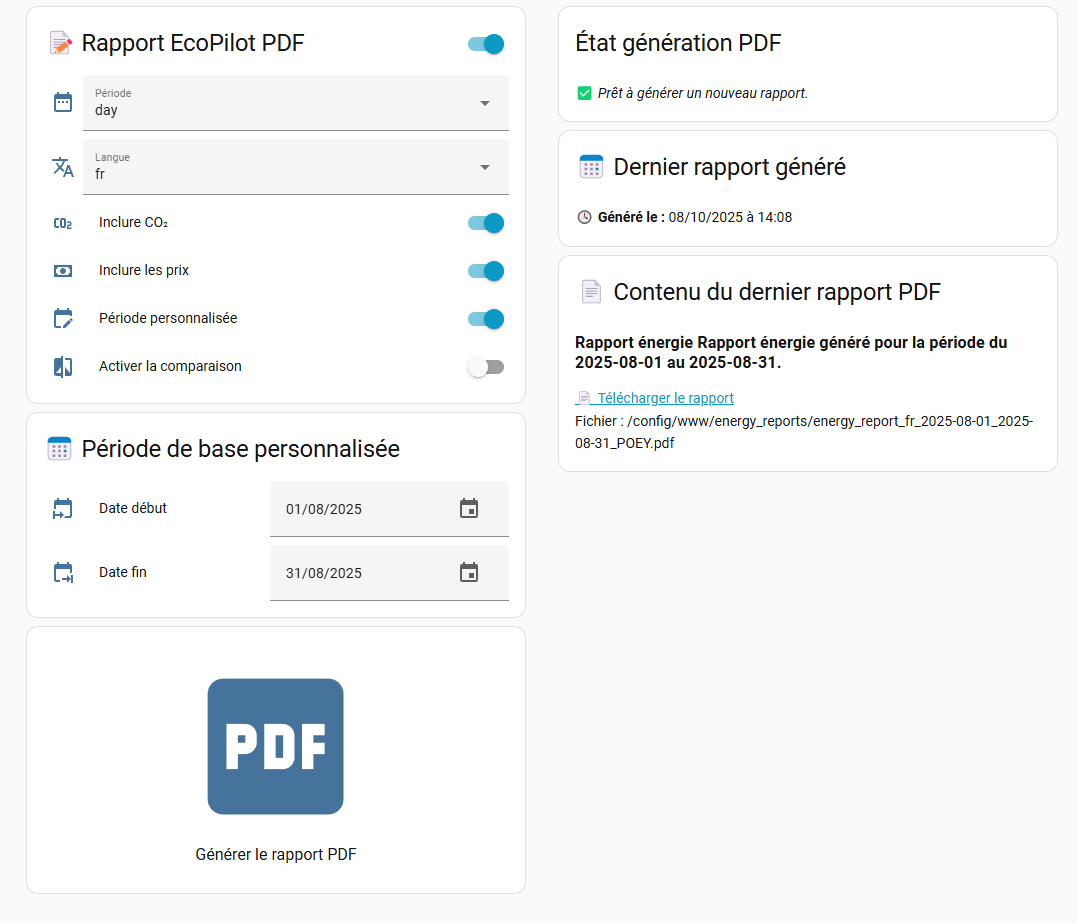 Rapport EcoPilot PDF
Période
day
Langue
fr
CO₂
Inclure CO₂
Inclure les prix
Période personnalisée
Activer la comparaison
Période de base personnalisée
Date début
01/08/2025
Date fin
31/08/2025
PDF
Générer le rapport PDF
État génération PDF
Prêt à générer un nouveau rapport.
Dernier rapport généré
Généré le : 08/10/2025 à 14:08
Contenu du dernier rapport PDF
Rapport énergie Rapport énergie généré pour la période du
2025-08-01 au 2025-08-31.
Télécharger le rapport
Fichier : /config/www/energy_reports/energy_report_fr_2025-08-01_2025-
08-31_POEY.pdf